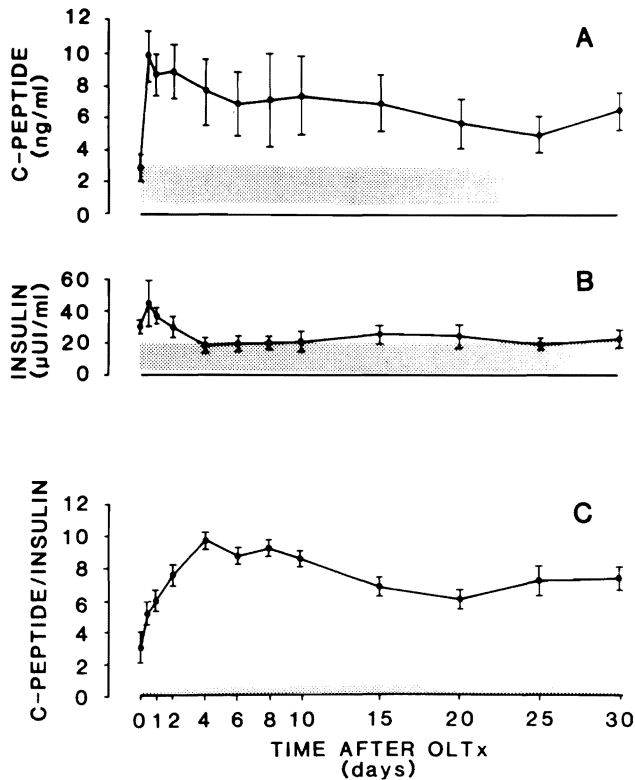 A
C-PEPTIDE
(ng/ml)
12
10
8
6
4
2
0
B
INSULIN
(µUI/ml)
60
40
20
0
C
C-PEPTIDE/INSULIN
12
10
8
6
4
2
0
0 1 2 4 6 8 10 15 20 25 30
TIME AFTER OLTx
(days)